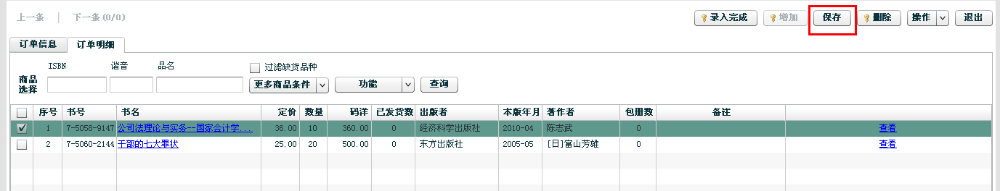 上一条 下一条(0/0) 录入完成 增加 保存 删除 操作 退出
订单信息 订单明细
ISBN 谐音 品名 过滤缺货品种
商品选择 更多商品条件 功能 查询
序号 书号 书名 定价 数量 码洋 已发货数 出版者 本版年月 著作者 包册数 备注
1 7-5058-9147 公司法理论与实务--国家会计学... 36.00 10 360.00 0 经济科学出版社 2010-04 陈志武 0 查看
2 7-5060-2144 干部的七大罪状 25.00 20 500.00 0 东方出版社 2005-05 [日]富山芳雄 0 查看